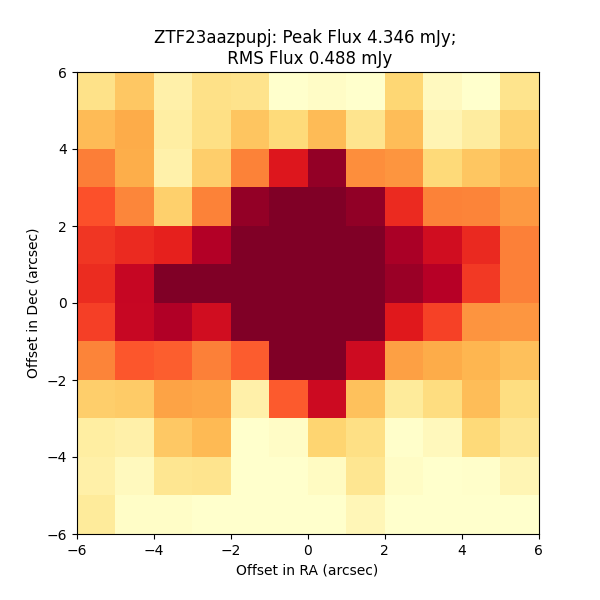 ZTF23aazpupj: Peak Flux 4.346 mJy;
RMS Flux 0.488 mJy
6
4
2
0
−2
−4
−6
Offset in Dec (arcsec)
−6 −4 −2 0 2 4 6
Offset in RA (arcsec)